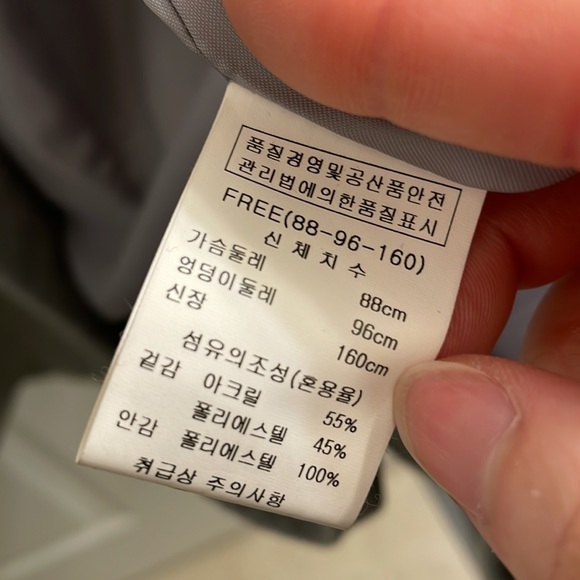 품질경영및공산품안전
관리법에의한품질표시
FREE(88-96-160)
신 체 치 수
가슴둘레 88cm
엉덩이둘레 96cm
신장 160cm
섬유의조성(혼용율)
겉감 아크릴 55%
폴리에스텔 45%
안감 폴리에스텔 100%
취급상 주의사항